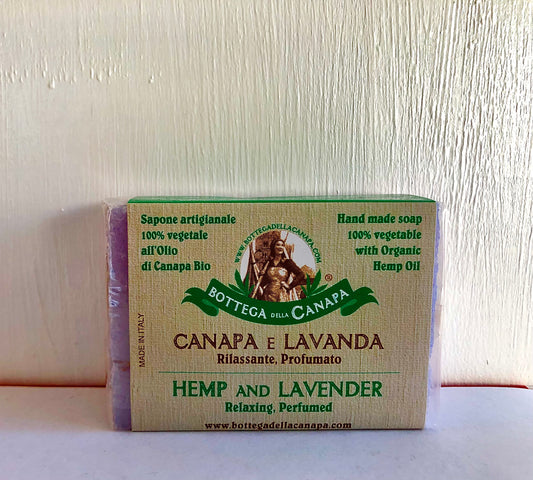 Sapone artigianale
100% vegetale
all'Olio
di Canapa Bio
WWW.BOTTEGADELLACANAPA.COM
Hand made soap
100% vegetable
with Organic
Hemp Oil
®
BOTTEGA DELLA CANAPA
MADE IN ITALY
CANAPA E LAVANDA
Rilassante, Profumato
HEMP AND LAVENDER
Relaxing, Perfumed
www.bottegadellacanapa.com